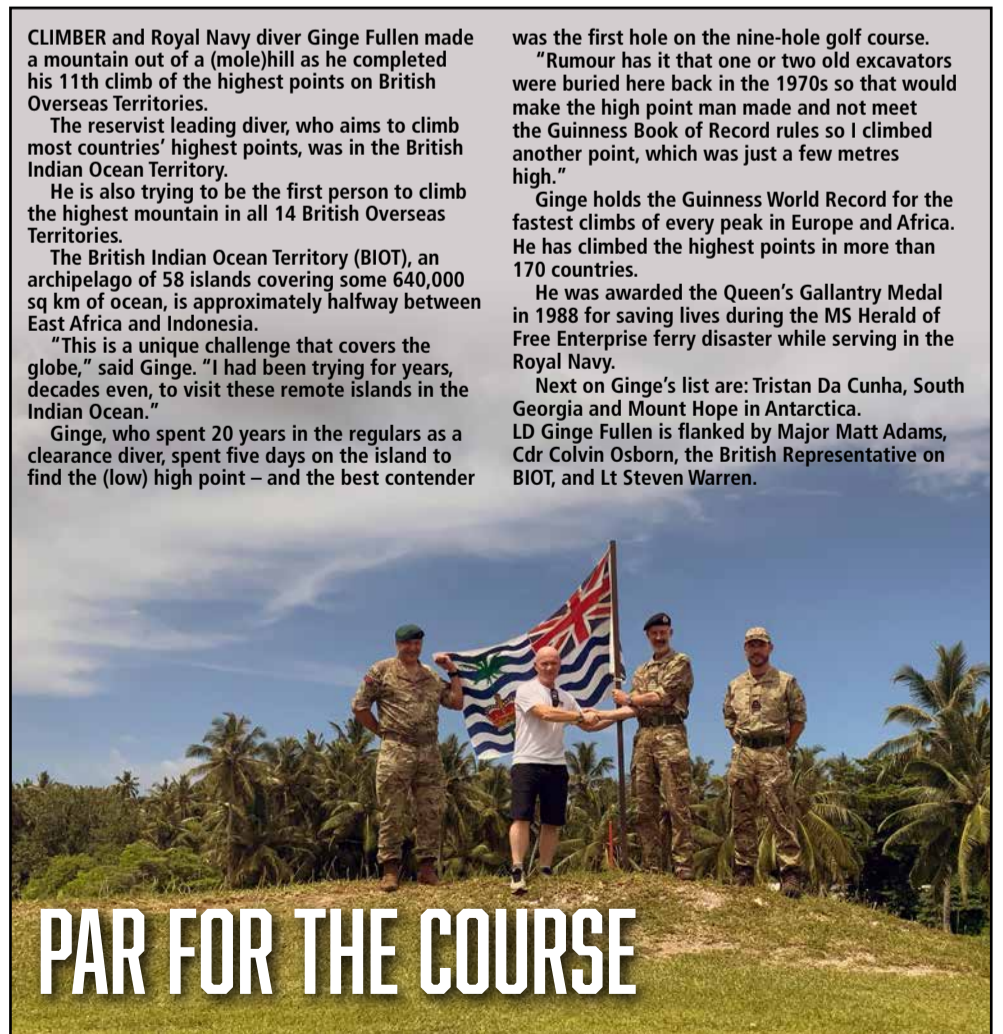 CLIMBER and Royal Navy diver Ginge Fullen made
a mountain out of a (mole)hill as he completed
his 11th climb of the highest points on British
Overseas Territories.
The reservist leading diver, who aims to climb
most countries’ highest points, was in the British
Indian Ocean Territory.
He is also trying to be the first person to climb
the highest mountain in all 14 British Overseas
Territories.
The British Indian Ocean Territory (BIOT), an
archipelago of 58 islands covering some 640,000
sq km of ocean, is approximately halfway between
East Africa and Indonesia.
“This is a unique challenge that covers the
globe,” said Ginge. “I had been trying for years,
decades even, to visit these remote islands in the
Indian Ocean.”
Ginge, who spent 20 years in the regulars as a
clearance diver, spent five days on the island to
find the (low) high point – and the best contender
was the first hole on the nine-hole golf course.
“Rumour has it that one or two old excavators
were buried here back in the 1970s so that would
make the high point man made and not meet
the Guinness Book of Record rules so I climbed
another point, which was just a few metres
high.”
Ginge holds the Guinness World Record for the
fastest climbs of every peak in Europe and Africa.
He has climbed the highest points in more than
170 countries.
He was awarded the Queen’s Gallantry Medal
in 1988 for saving lives during the MS Herald of
Free Enterprise ferry disaster while serving in the
Royal Navy.
Next on Ginge’s list are: Tristan Da Cunha, South
Georgia and Mount Hope in Antarctica.
LD Ginge Fullen is flanked by Major Matt Adams,
Cdr Colvin Osborn, the British Representative on
BIOT, and Lt Steven Warren.
PAR FOR THE COURSE